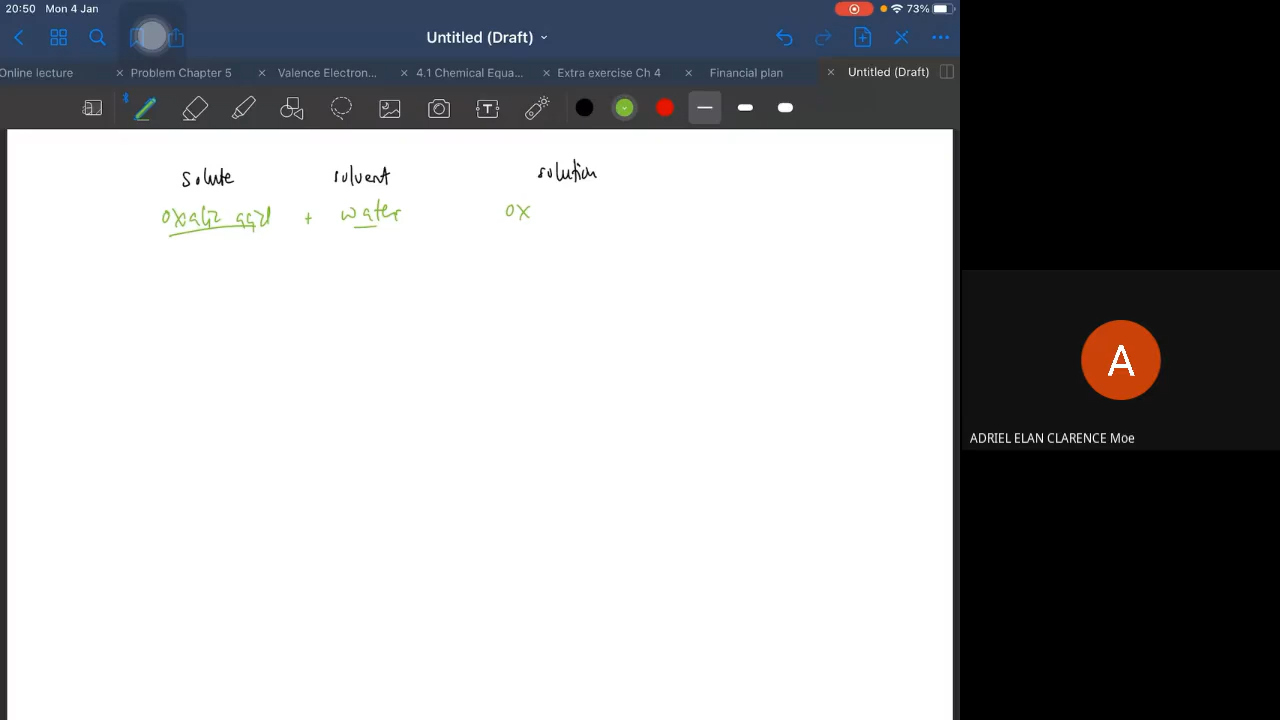 20:50 Mon 4 Jan 73%
Untitled (Draft)
Online lecture Problem Chapter 5 Valence Electron... 4.1 Chemical Equa... Extra exercise Ch 4 Financial plan Untitled (Draft)
T
solute solvent solution
oxalic acid + water ox
A
ADRIEL ELAN CLARENCE Moe